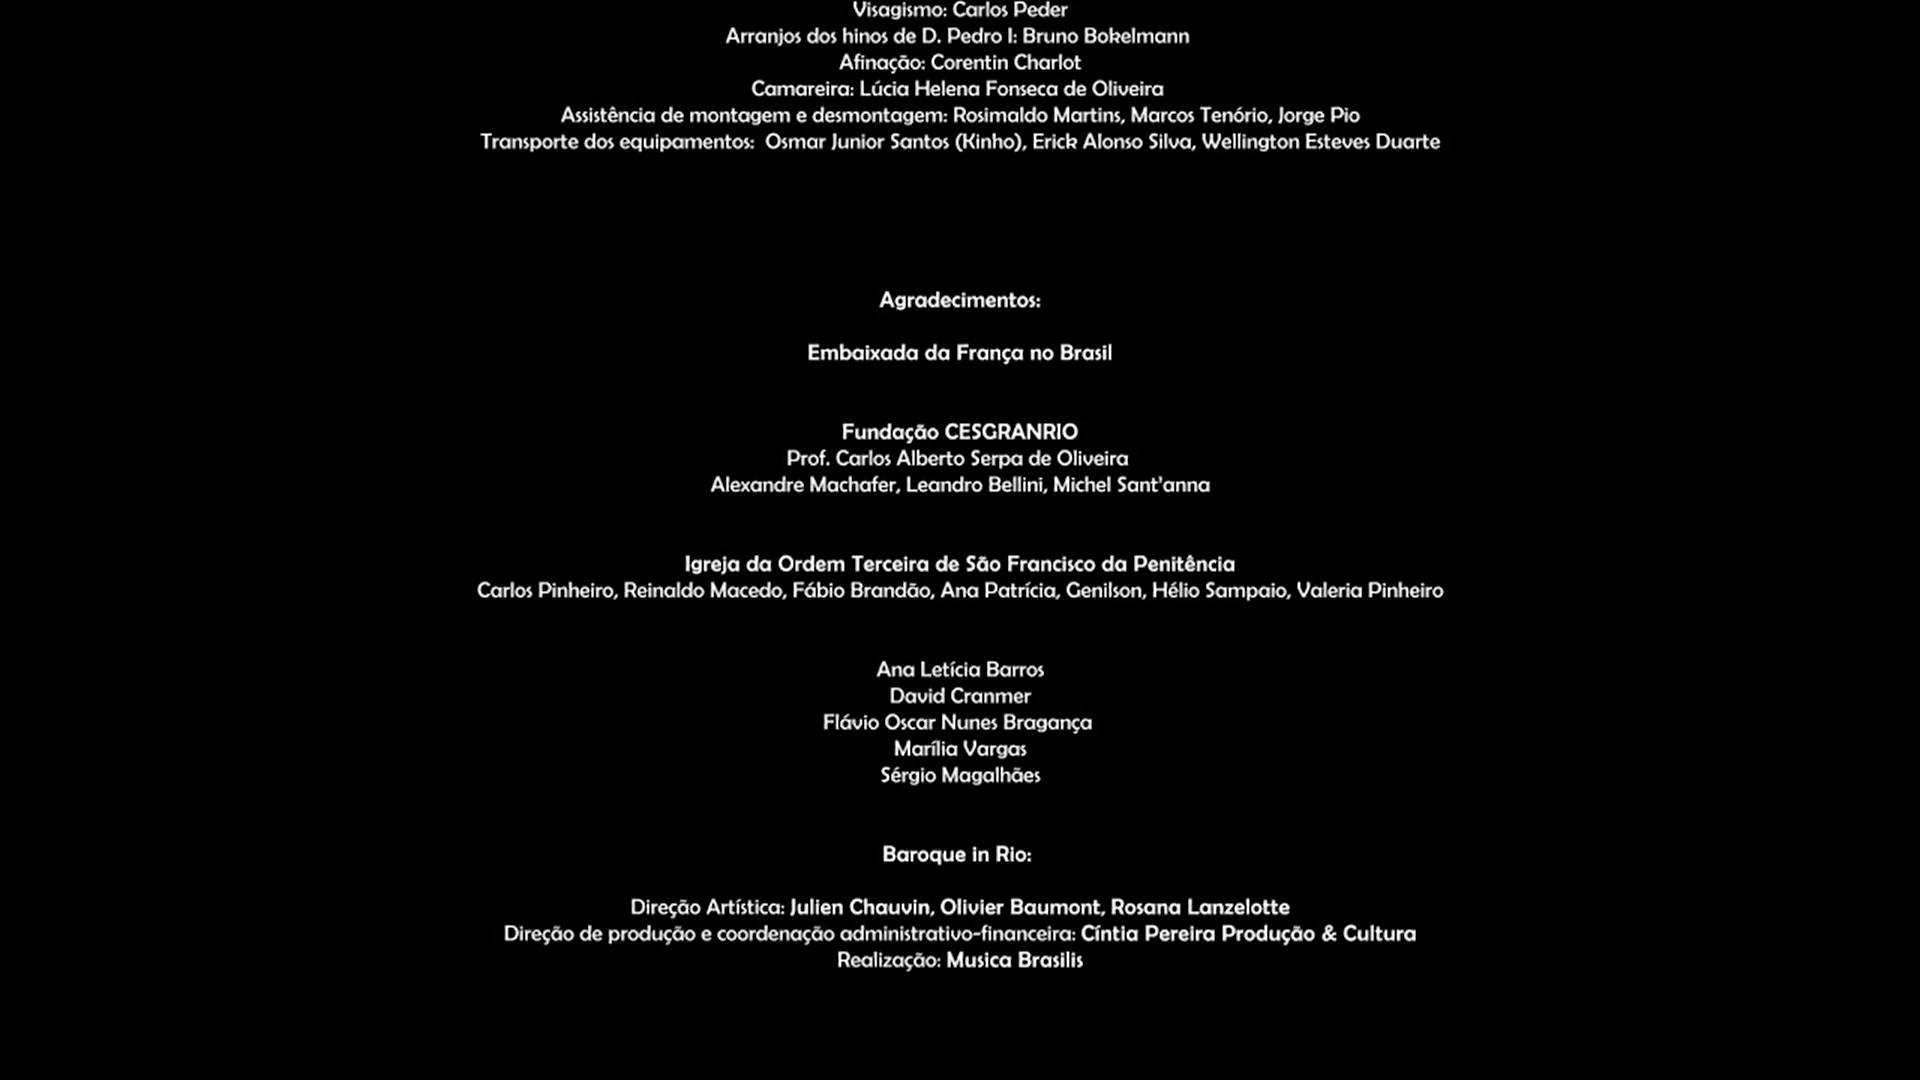 Visagismo: Carlos Peder
Arranjos dos hinos de D. Pedro I: Bruno Bokelmann
Afinação: Corentin Charlot
Camareira: Lúcia Helena Fonseca de Oliveira
Assistência de montagem e desmontagem: Rosimaldo Martins, Marcos Tenório, Jorge Pio
Transporte dos equipamentos:  Osmar Junior Santos (Kinho), Erick Alonso Silva, Wellington Esteves Duarte
Agradecimentos:
Embaixada da França no Brasil
Fundação CESGRANRIO
Prof. Carlos Alberto Serpa de Oliveira
Alexandre Machafer, Leandro Bellini, Michel Sant'anna
Igreja da Ordem Terceira de São Francisco da Penitência
Carlos Pinheiro, Reinaldo Macedo, Fábio Brandão, Ana Patrícia, Genilson, Hélio Sampaio, Valeria Pinheiro
Ana Letícia Barros
David Cranmer
Flávio Oscar Nunes Bragança
Marília Vargas
Sérgio Magalhães
Baroque in Rio:
Direção Artística: Julien Chauvin, Olivier Baumont, Rosana Lanzelotte
Direção de produção e coordenação administrativo-financeira: Cíntia Pereira Produção & Cultura
Realização: Musica Brasilis